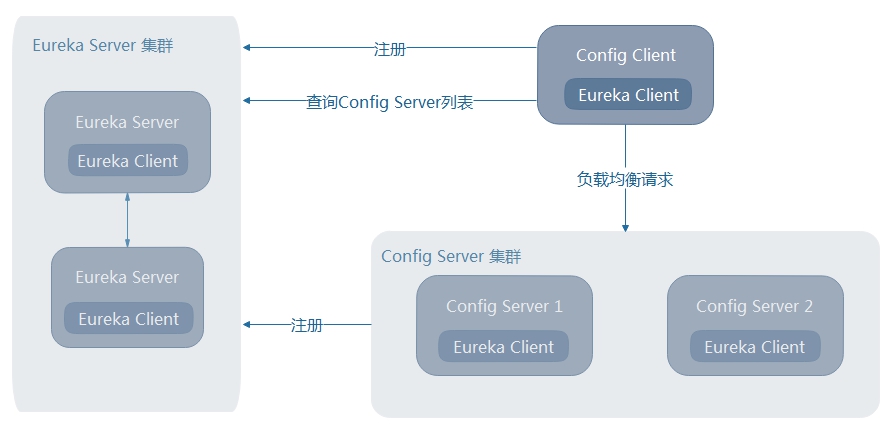 Eureka Server 集群
注册
Config Client
Eureka Client
查询Config Server列表
Eureka Server
Eureka Client
负载均衡请求
Eureka Server
Eureka Client
注册
Config Server 集群
Config Server 1
Eureka Client
Config Server 2
Eureka Client